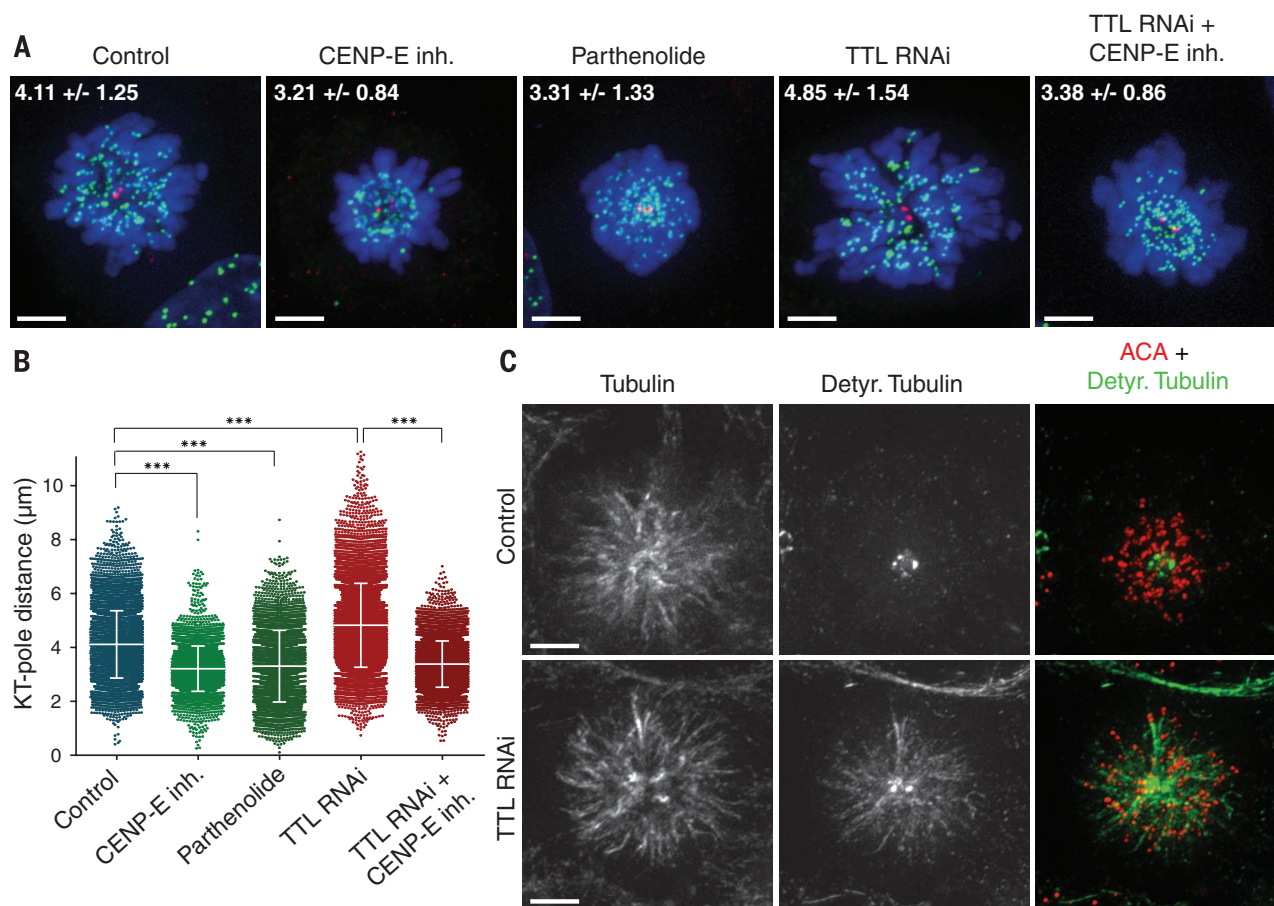 A
Control
CENP-E inh.
Parthenolide
TTL RNAi
TTL RNAi +
CENP-E inh.
4.11 +/- 1.25
3.21 +/- 0.84
3.31 +/- 1.33
4.85 +/- 1.54
3.38 +/- 0.86
B
***
***
***
***
KT-pole distance (μm)
10
8
6
4
2
0
Control
CENP-E inh.
Parthenolide
TTL RNAi
TTL RNAi +
CENP-E inh.
C
Tubulin
Detyr. Tubulin
ACA +
Detyr. Tubulin
Control
TTL RNAi